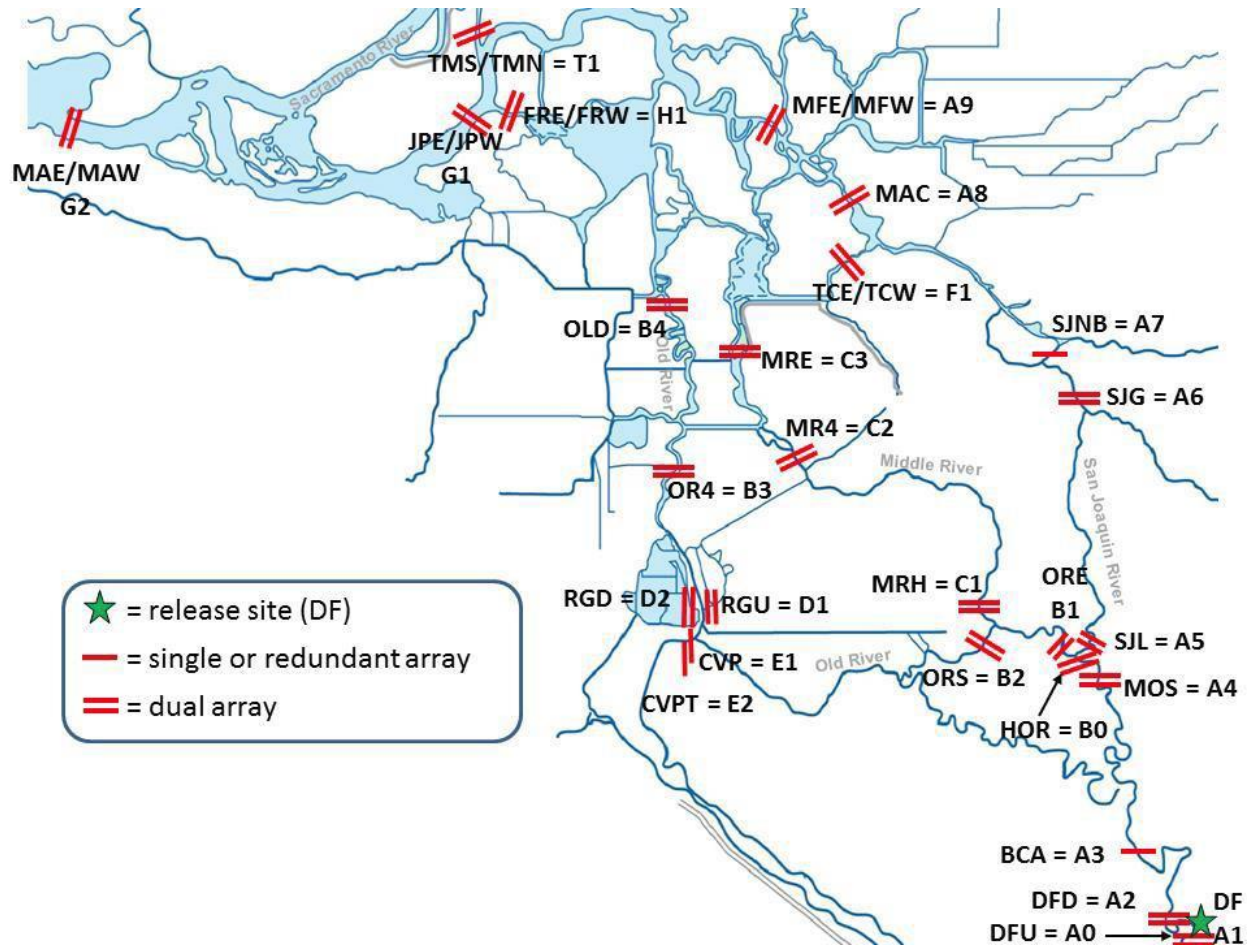 Sacramento River
TMS/TMN = T1
FRE/FRW = H1
MFE/MFW = A9
JPE/JPW
G1
MAE/MAW
G2
MAC = A8
TCE/TCW = F1
OLD = B4
Old River
SJNB = A7
MRE = C3
SJG = A6
MR4 = C2
Middle River
OR4 = B3
San Joaquin River
MRH = C1
ORE
B1
RGD = D2
RGU = D1
SJL = A5
CVP = E1
Old River
ORS = B2
MOS = A4
CVPT = E2
HOR = B0
= release site (DF)
= single or redundant array
= dual array
BCA = A3
DFD = A2
DF
DFU = A0
A1